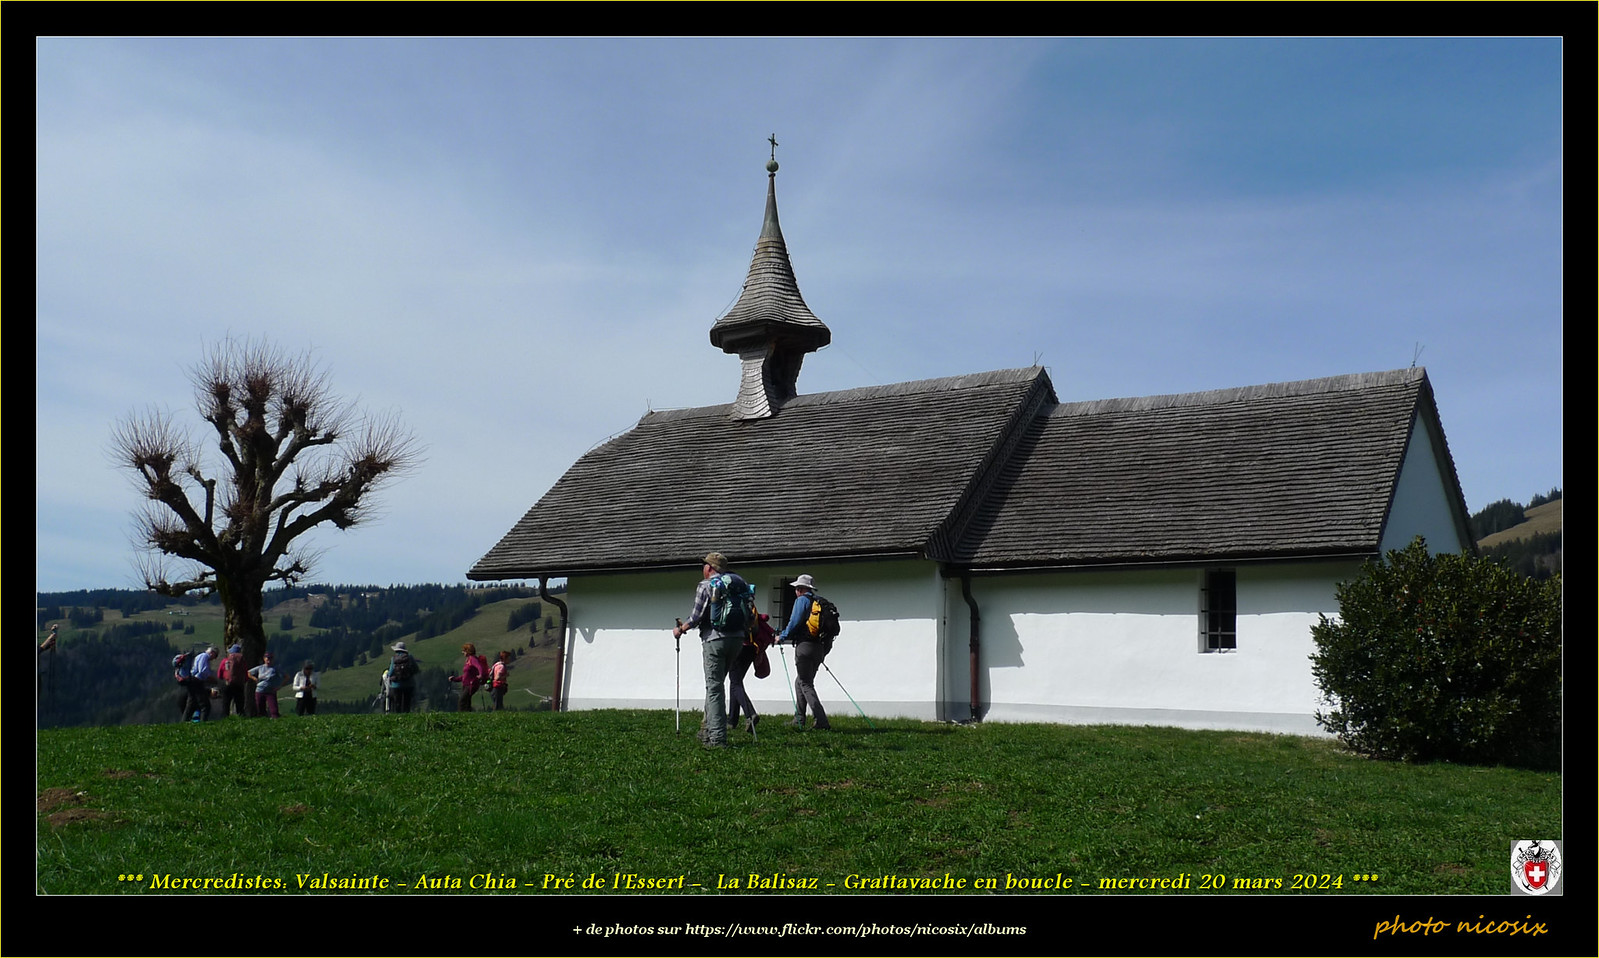 *** Mercredistes: Valsainte - Auta Chia - Pré de l'Essert - La Balisaz - Grattavache en boucle - mercredi 20 mars 2024 ***
+ de photos sur https://www.flickr.com/photos/nicosix/albums
photo nicosix